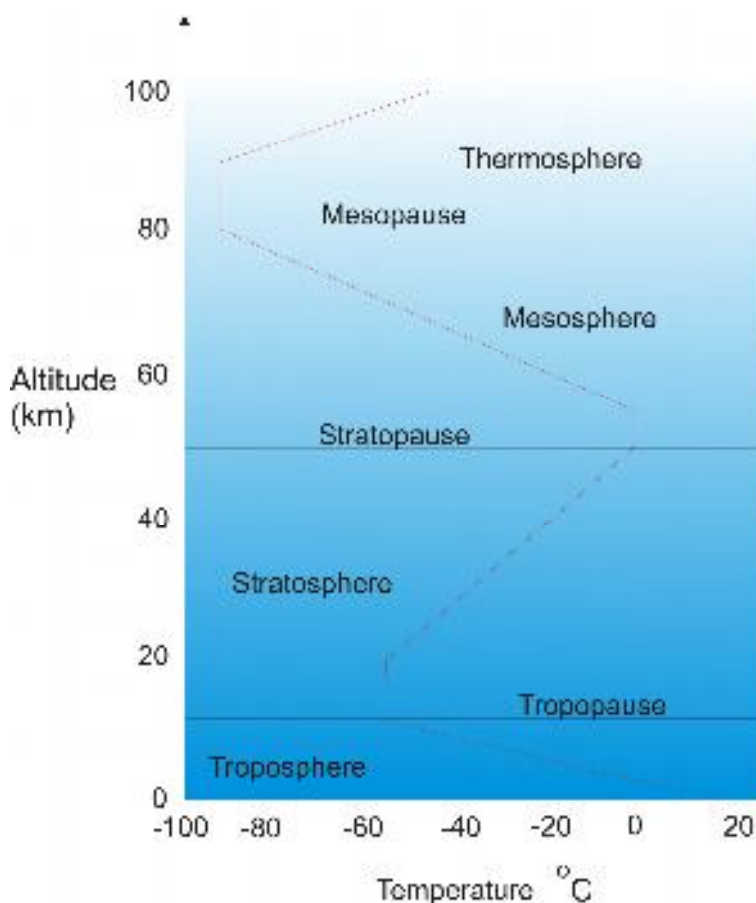 100
Thermosphere
Mesopause
80
Mesosphere
60
Altitude
(km)
Stratopause
40
Stratosphere
20
Tropopause
Troposphere
0
-100 -80 -60 -40 -20 0 20
Temperature °C